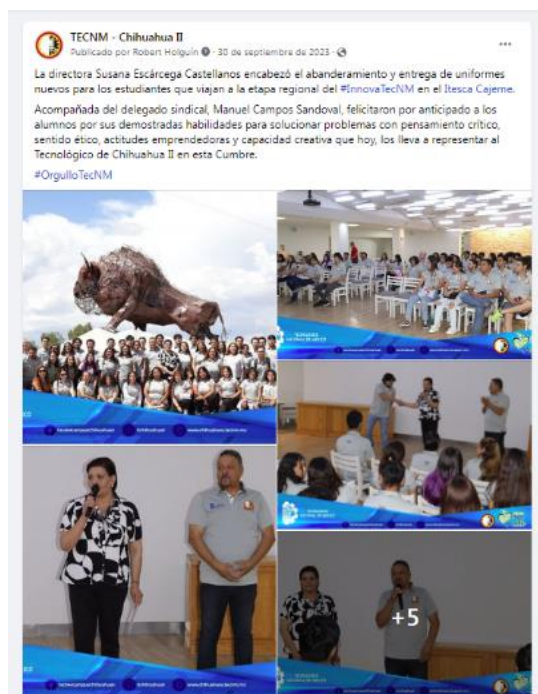 TECNM - Chihuahua II
Publicado por Robert Holguín · 30 de septiembre de 2023 ·
La directora Susana Escárcega Castellanos encabezó el abanderamiento y entrega de uniformes
nuevos para los estudiantes que viajan a la etapa regional del #InnovaTecNM en el Itesca Cajeme.
Acompañada del delegado sindical, Manuel Campos Sandoval, felicitaron por anticipado a los
alumnos por sus demostradas habilidades para solucionar problemas con pensamiento crítico,
sentido ético, actitudes emprendedoras y capacidad creativa que hoy, los lleva a representar al
Tecnológico de Chihuahua II en esta Cumbre.
#OrgulloTecNM
+5